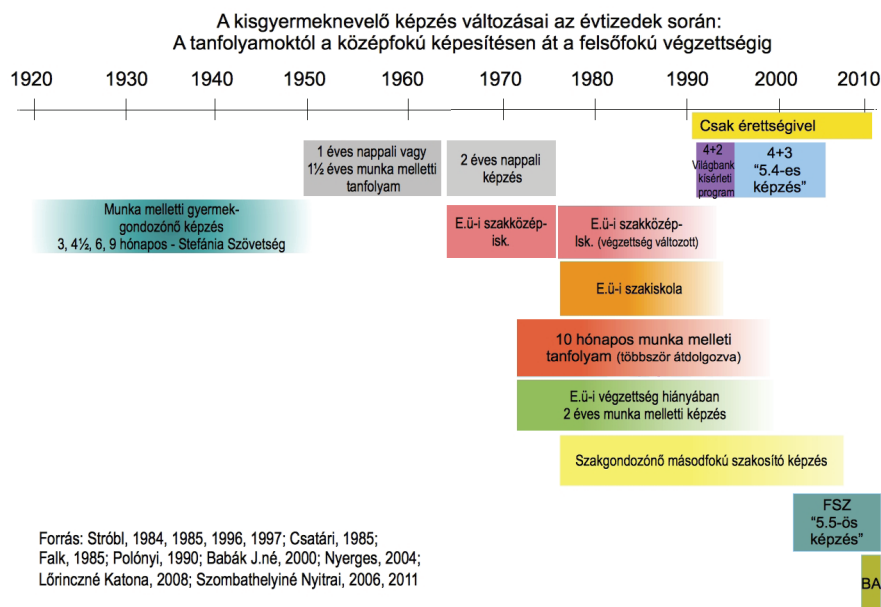 A kisgyermeknevelő képzés változásai az évtizedek során:
A tanfolyamoktól a középfokú képesítésen át a felsőfokú végzettségig
1920 1930 1940 1950 1960 1970 1980 1990 2000 2010
Csak érettségivel
1 éves nappali vagy
1½ éves munka melletti
tanfolyam
2 éves nappali
képzés
4+2
Világbank
kísérleti
program
4+3
“5.4-es
képzés”
Munka melletti gyermek-
gondozónő képzés
3, 4½, 6, 9 hónapos - Stefánia Szövetség
E.ü-i szakközép-
isk.
E.ü-i szakközép-
Isk. (végzettség változott)
E.ü-i szakiskola
10 hónapos munka melleti
tanfolyam (többször átdolgozva)
E.ü-i végzettség hiányában
2 éves munka melletti képzés
Szakgondozónő másodfokú szakosító képzés
FSZ
“5.5-ös
képzés”
BA
Forrás: Stróbl, 1984, 1985, 1996, 1997; Csatári, 1985;
Falk, 1985; Polónyi, 1990; Babák J.né, 2000; Nyerges, 2004;
Lőrinczné Katona, 2008; Szombathelyiné Nyitrai, 2006, 2011